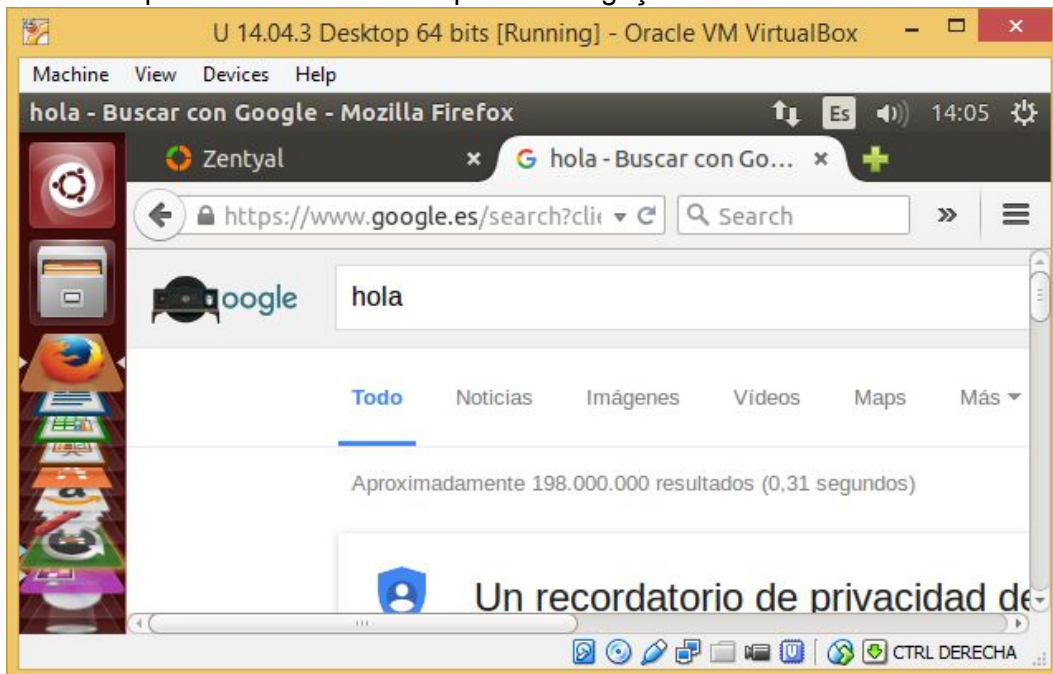 U 14.04.3 Desktop 64 bits [Running] - Oracle VM VirtualBox
Machine View Devices Help
hola - Buscar con Google - Mozilla Firefox Es 14:05
Zentyal hola - Buscar con Go...
https://www.google.es/search?clie Search
oogle hola
Todo Noticias Imágenes Vídeos Maps Más
Aproximadamente 198.000.000 resultados (0,31 segundos)
Un recordatorio de privacidad de
CTRL DERECHA